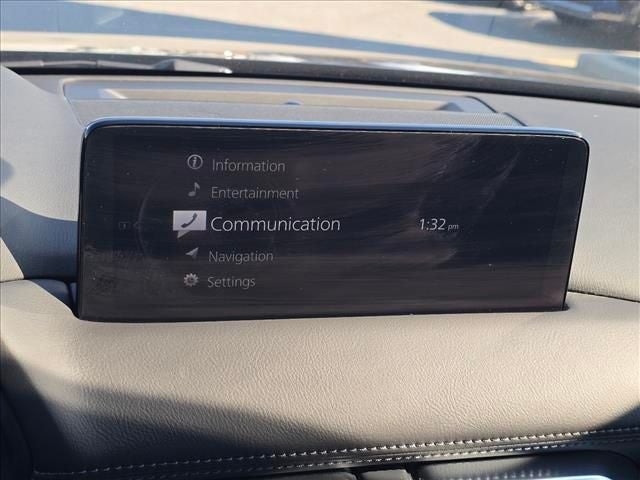 Information
Entertainment
Communication 1:32 pm
Navigation
Settings